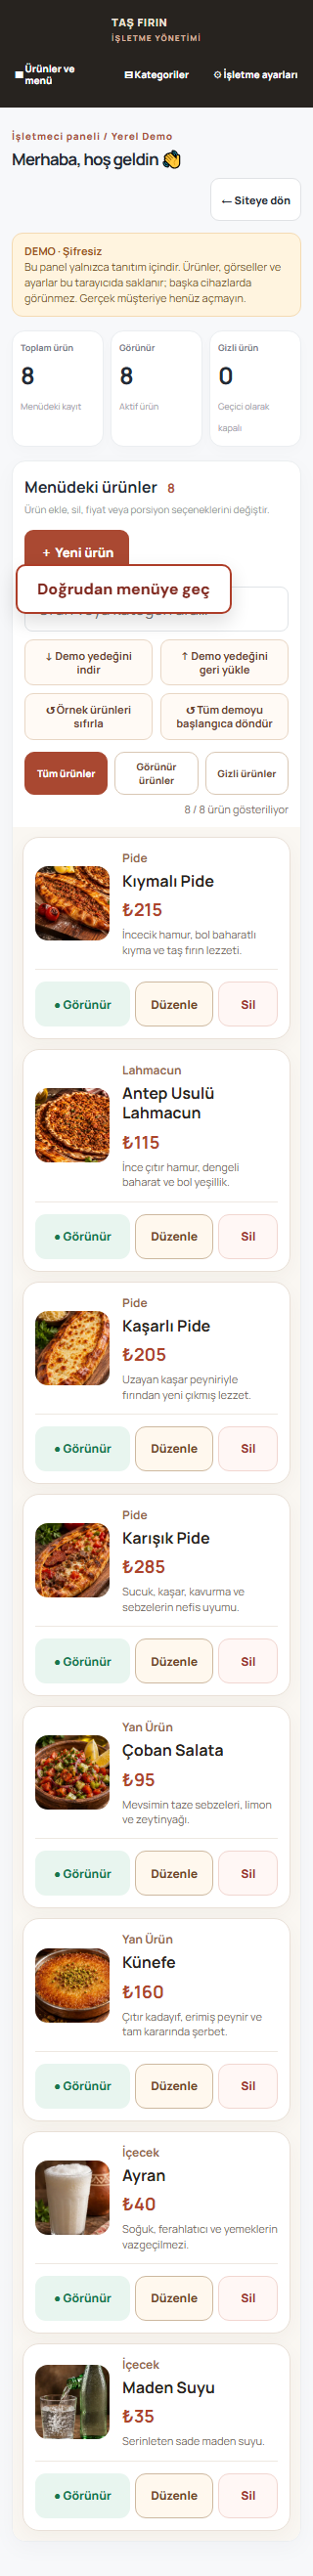 TAŞ FIRIN
İŞLETME YÖNETİMİ
Ürünler ve
menü
Kategoriler
İşletme ayarları
İşletmeci paneli / Yerel Demo
Merhaba, hoş geldin 👋
← Siteye dön
DEMO · Şifresiz
Bu panel yalnızca tanıtım içindir. Ürünler, görseller ve
ayarlar bu tarayıcıda saklanır; başka cihazlarda
görünmez. Gerçek müşteriye henüz açmayın.
Toplam ürün
8
Menüdeki kayıt
Görünür
8
Aktif ürün
Gizli ürün
0
Geçici olarak
kapalı
Menüdeki ürünler 8
Ürün ekle, sil, fiyat veya porsiyon seçeneklerini değiştir.
+ Yeni ürün
Doğrudan menüye geç
↓ Demo yedeğini
indir
↑ Demo yedeğini
geri yükle
↺ Örnek ürünleri
sıfırla
↺ Tüm demoyu
başlangıca döndür
Tüm ürünler
Görünür
ürünler
Gizli ürünler
8 / 8 ürün gösteriliyor
Pide
Kıymalı Pide
₺215
İncecik hamur, bol baharatlı
kıyma ve taş fırın lezzeti.
● Görünür
Düzenle
Sil
Lahmacun
Antep Usulü
Lahmacun
₺115
İnce çıtır hamur, dengeli
baharat ve bol yeşillik.
● Görünür
Düzenle
Sil
Pide
Kaşarlı Pide
₺205
Uzayan kaşar peyniriyle
fırından yeni çıkmış lezzet.
● Görünür
Düzenle
Sil
Pide
Karışık Pide
₺285
Sucuk, kaşar, kavurma ve
sebzelerin nefis uyumu.
● Görünür
Düzenle
Sil
Yan Ürün
Çoban Salata
₺95
Mevsimin taze sebzeleri, limon
ve zeytinyağı.
● Görünür
Düzenle
Sil
Yan Ürün
Künefe
₺160
Çıtır kadayıf, erimiş peynir ve
tam kararında şerbet.
● Görünür
Düzenle
Sil
İçecek
Ayran
₺40
Soğuk, ferahlatıcı ve yemeklerin
vazgeçilmezi.
● Görünür
Düzenle
Sil
İçecek
Maden Suyu
₺35
Serinleten sade maden suyu.
● Görünür
Düzenle
Sil